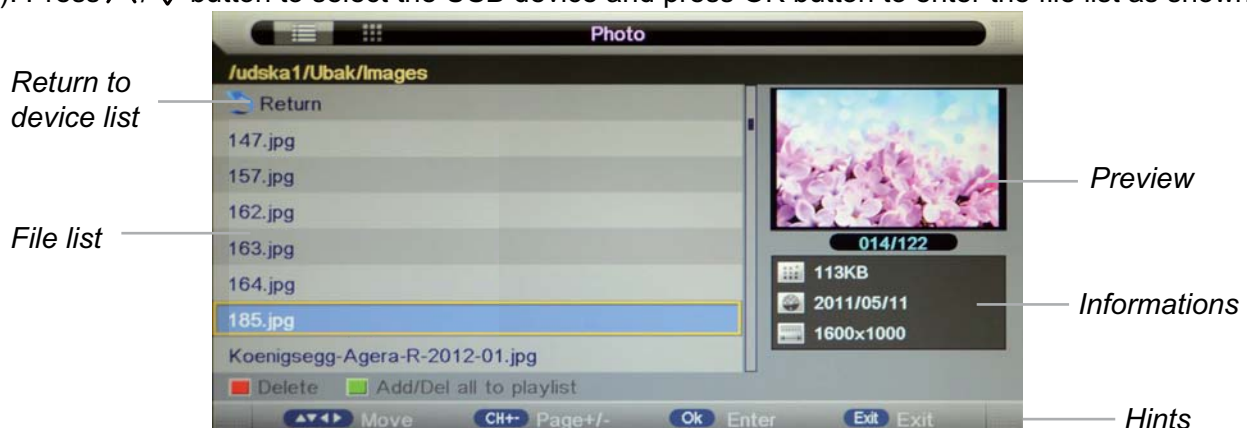 ). Press ∧/∨ button to select the USB device and press OK button to enter the file list as shown
Photo
/udska1/Ubak/Images
Return to
device list
Return
147.jpg
157.jpg
162.jpg
File list
163.jpg
164.jpg
185.jpg
Koenigsegg-Agera-R-2012-01.jpg
Preview
014/122
113KB
2011/05/11
Informations
1600x1000
Delete Add/Del all to playlist
▲▼◄► Move CH+- Page+/- Ok Enter Exit Exit
Hints